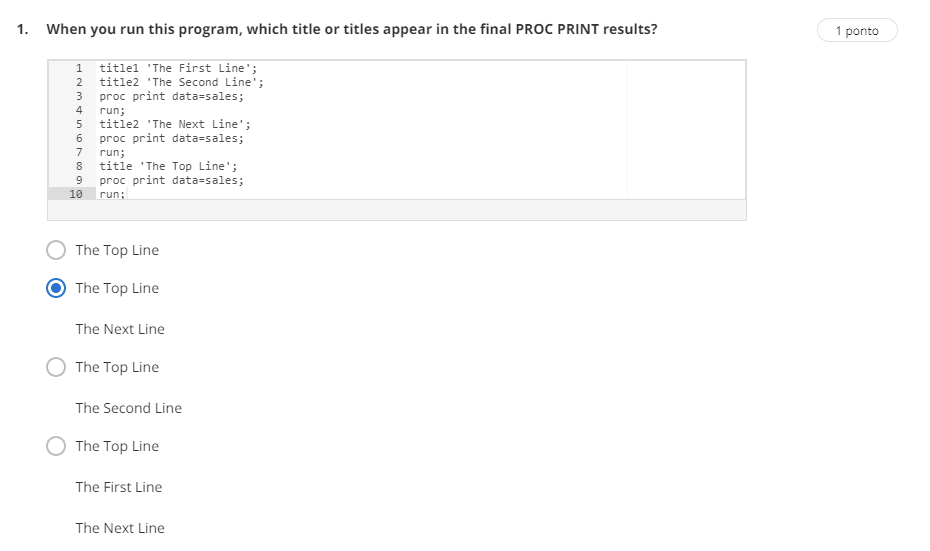 1. When you run this program, which title or titles appear in the final PROC PRINT results?
1 ponto
1 title1 'The First Line';
2 title2 'The Second Line';
3 proc print data=sales;
4 run;
5 title2 'The Next Line';
6 proc print data=sales;
7 run;
8 title 'The Top Line';
9 proc print data=sales;
10 run;
The Top Line
The Top Line
The Next Line
The Top Line
The Second Line
The Top Line
The First Line
The Next Line